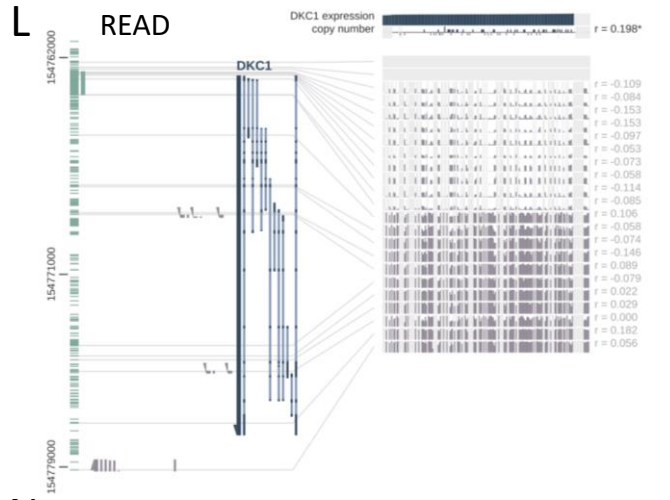 L READ
DKC1 expression
copy number
r = 0.198*
154762000
DKC1
r = -0.109
r = -0.084
r = -0.153
r = -0.153
r = -0.097
r = -0.053
r = -0.073
r = -0.058
r = -0.114
r = -0.085
r = 0.106
r = -0.058
r = -0.074
r = -0.146
r = 0.089
r = -0.079
r = 0.022
r = 0.029
r = 0.000
r = 0.182
r = 0.056
154771000
154779000